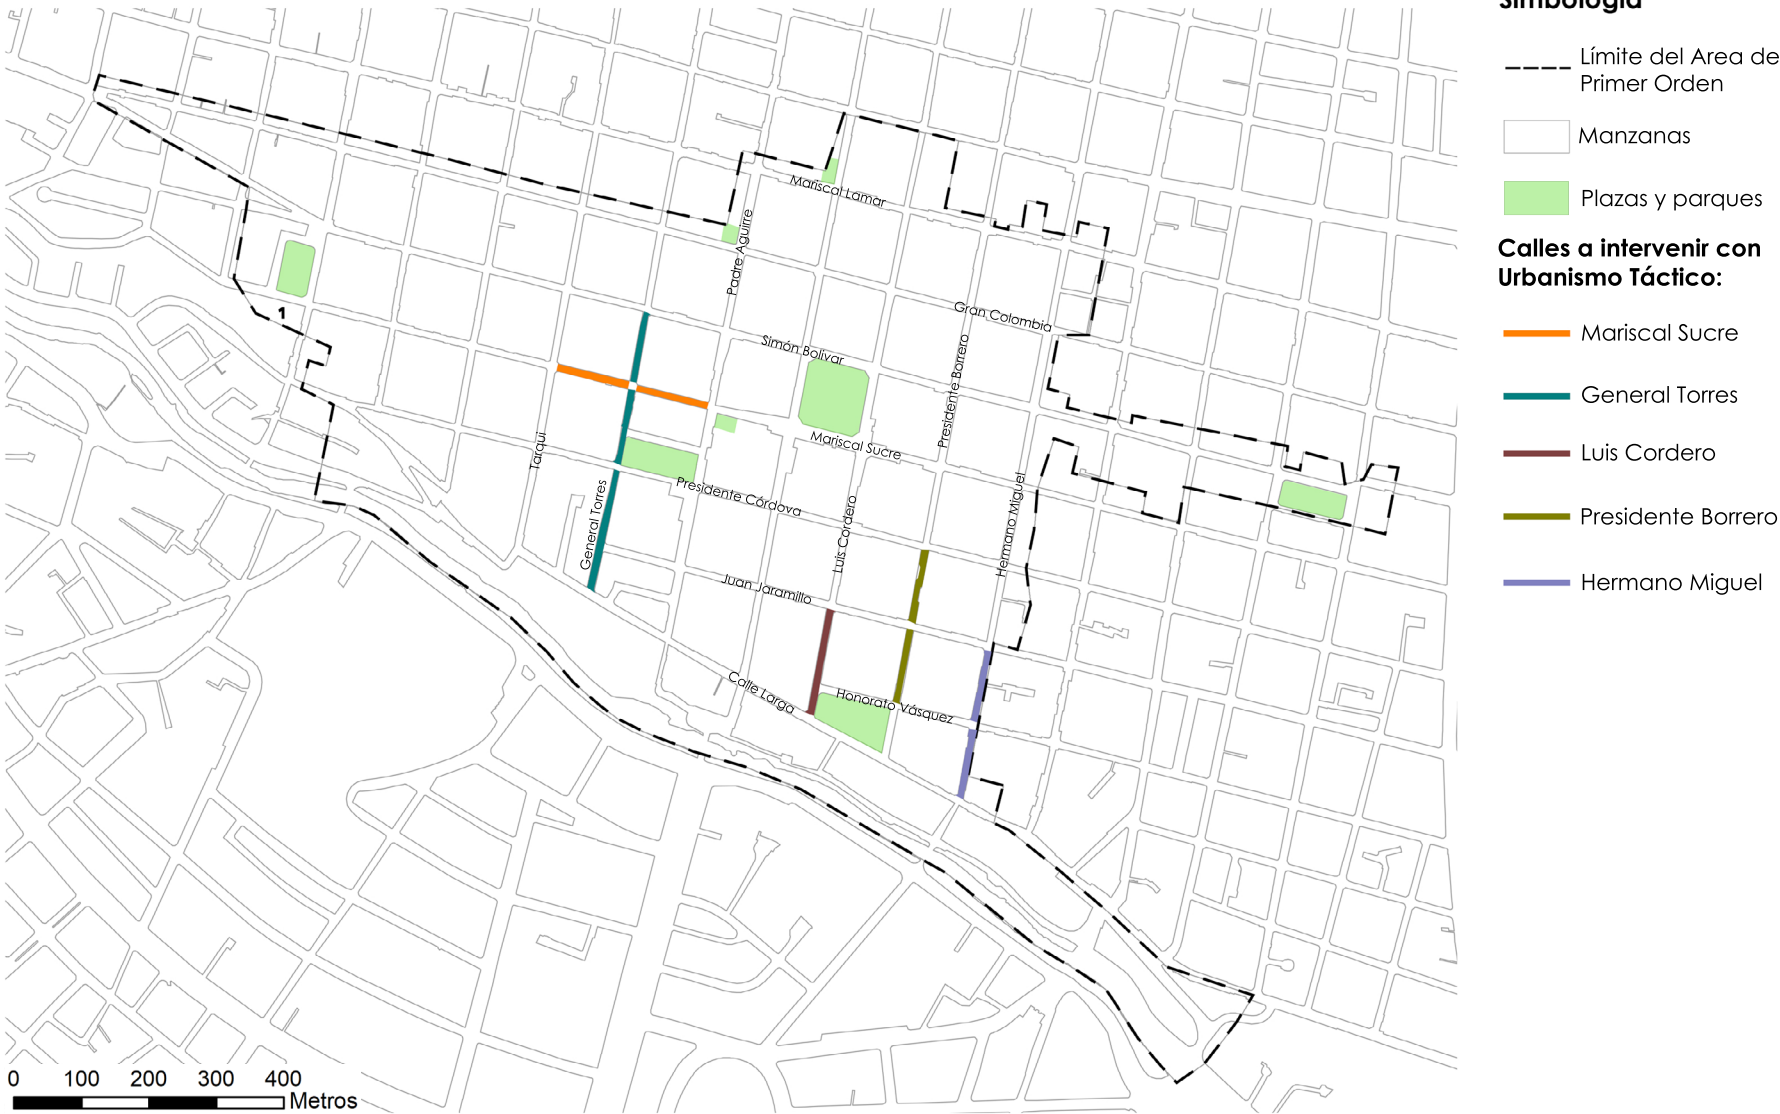 Simbología
Límite del Area de
Primer Orden
Manzanas
Plazas y parques
Calles a intervenir con
Urbanismo Táctico:
Mariscal Sucre
General Torres
Luis Cordero
Presidente Borrero
Hermano Miguel
Mariscal Lamar
Padre Aguirre
Gran Colombia
Simón Bolivar
Presidente Borrero
1
Mariscal Sucre
Tarqui
Presidente Córdova
General Torres
Luis Cordero
Hermano Miguel
Juan Jaramillo
Calle Larga
Honorato Vásquez
0 100 200 300 400
Metros